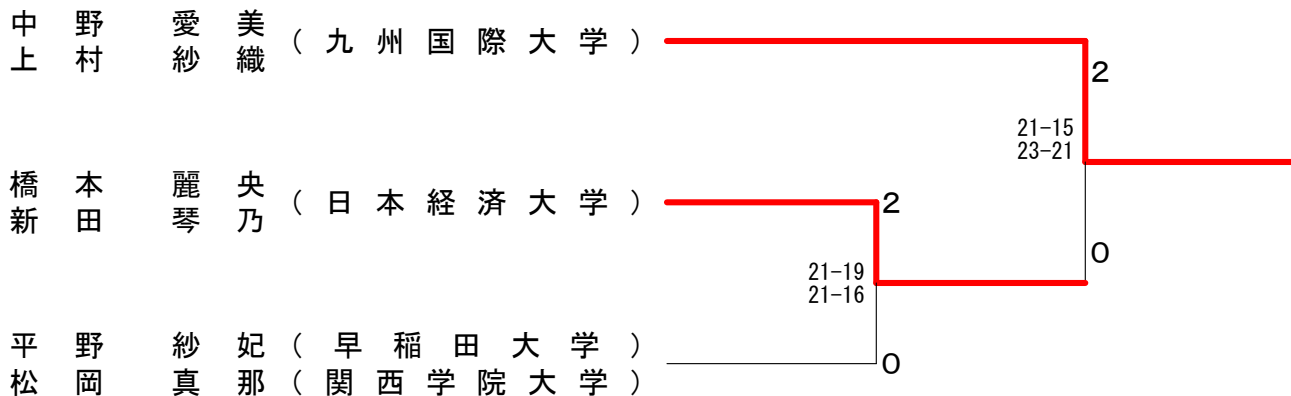 中野 愛美
上村 紗織
(九州国際大学)
2
21-15
23-21
橋本 麗央
新田 琴乃
(日本経済大学)
2
0
21-19
21-16
平野 紗妃(早稲田大学)
松岡 真那(関西学院大学)
0